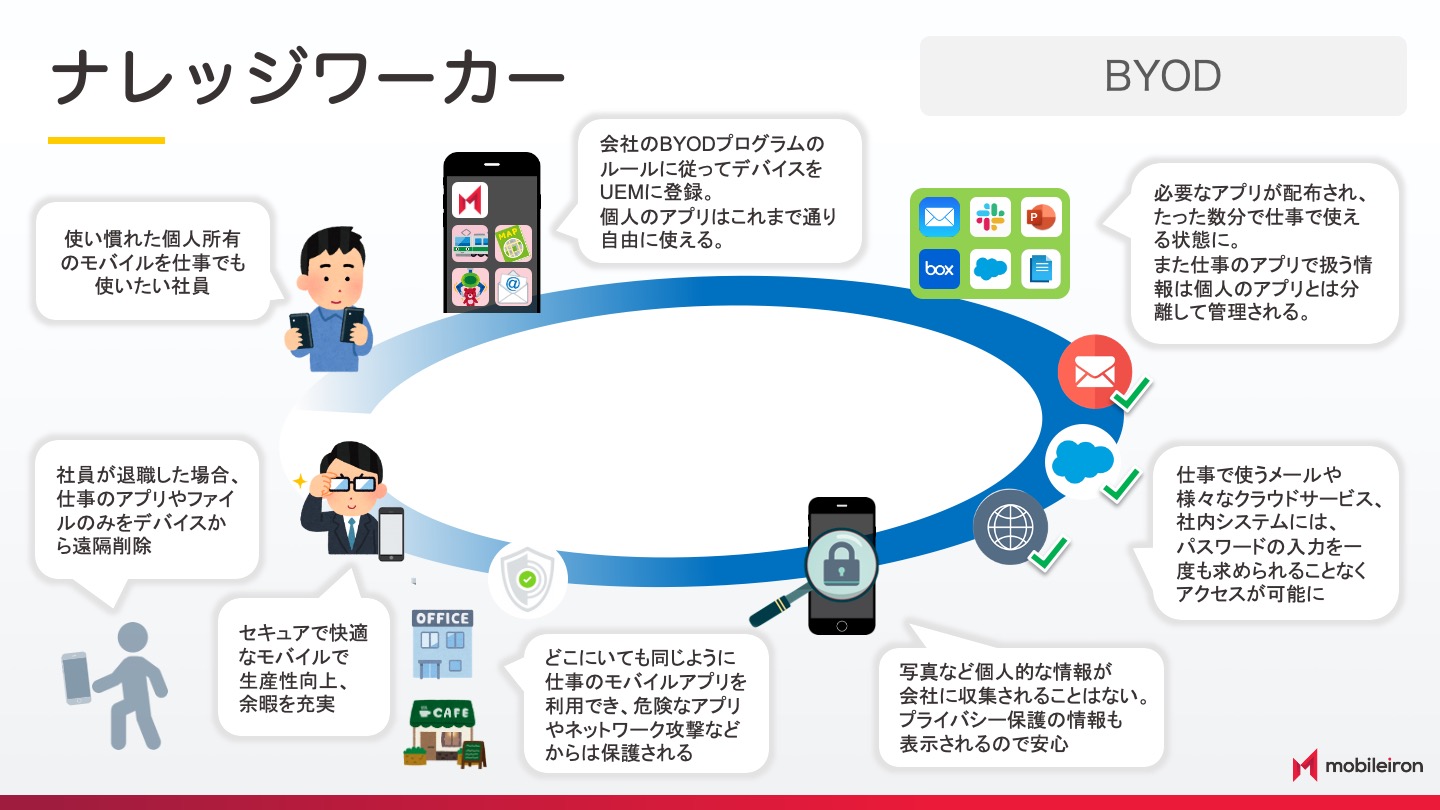 ナレッジワーカー
BYOD
使い慣れた個人所有
のモバイルを仕事でも
使いたい社員
MAP
@
会社のBYODプログラムの
ルールに従ってデバイスを
UEMに登録。
個人のアプリはこれまで通り
自由に使える。
P
box
必要なアプリが配布され、
たった数分で仕事で使え
る状態に。
また仕事のアプリで扱う情
報は個人のアプリとは分
離して管理される。
仕事で使うメールや
様々なクラウドサービス、
社内システムには、
パスワードの入力を一
度も求められることなく
アクセスが可能に
写真など個人的な情報が
会社に収集されることはない。
プライバシー保護の情報も
表示されるので安心
OFFICE
CAFE
どこにいても同じように
仕事のモバイルアプリを
利用でき、危険なアプリ
やネットワーク攻撃など
からは保護される
セキュアで快適
なモバイルで
生産性向上、
余暇を充実
社員が退職した場合、
仕事のアプリやファイ
ルのみをデバイスか
ら遠隔削除
mobileiron